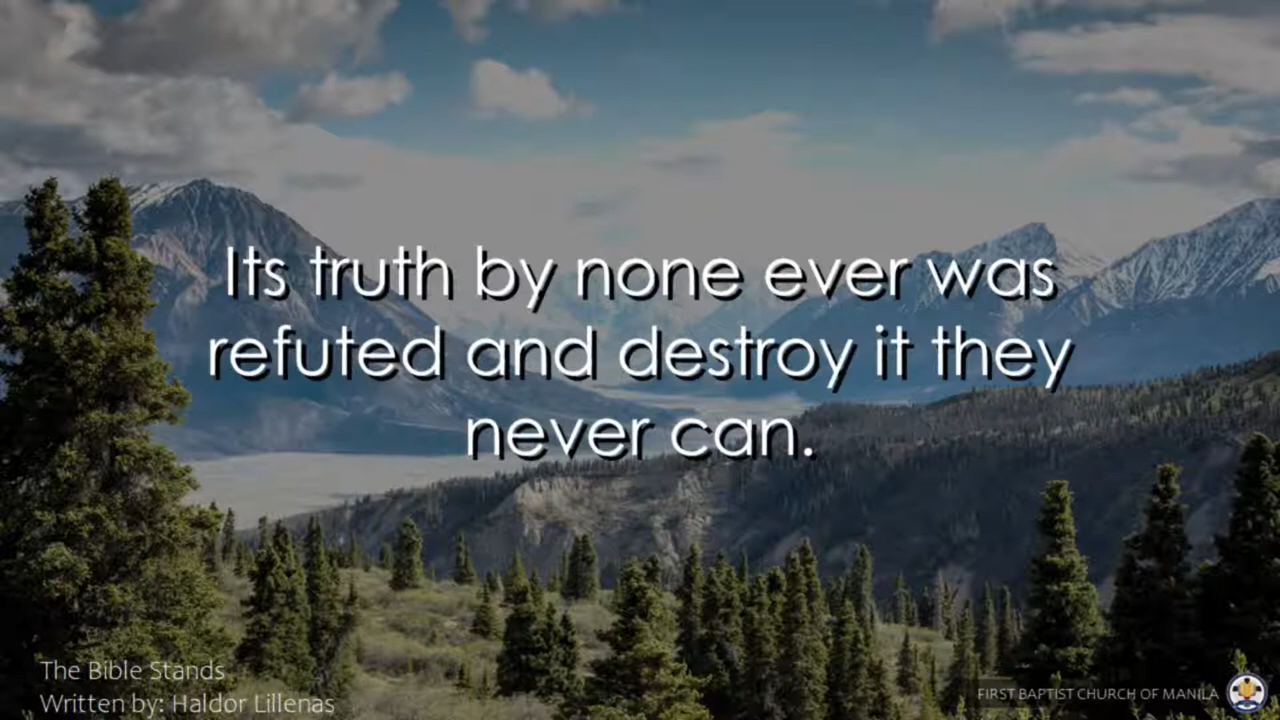 Its truth by none ever was
refuted and destroy it they
never can.
The Bible Stands
Written by: Haldor Lillenas
FIRST BAPTIST CHURCH OF MANILA